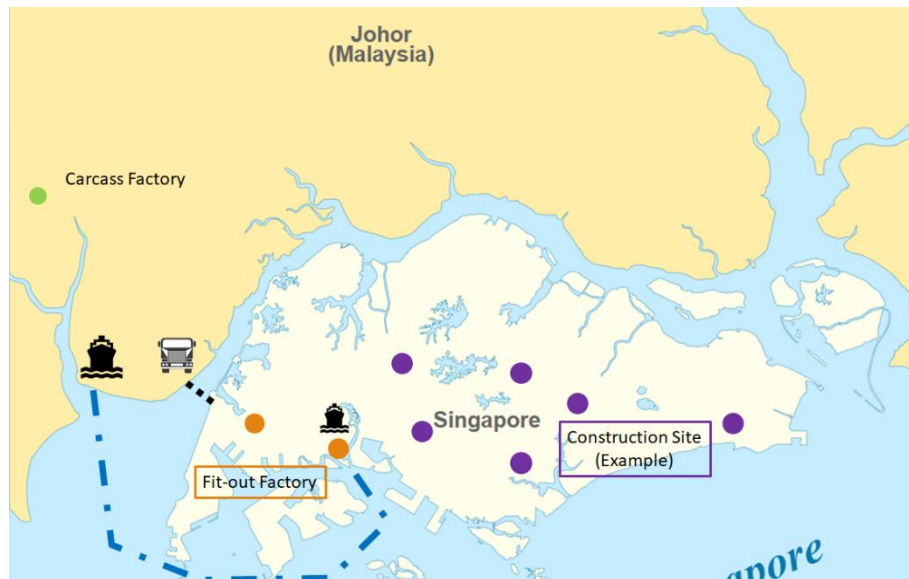 Johor
(Malaysia)
Carcass Factory
Singapore
Construction Site
(Example)
Fit-out Factory
apore